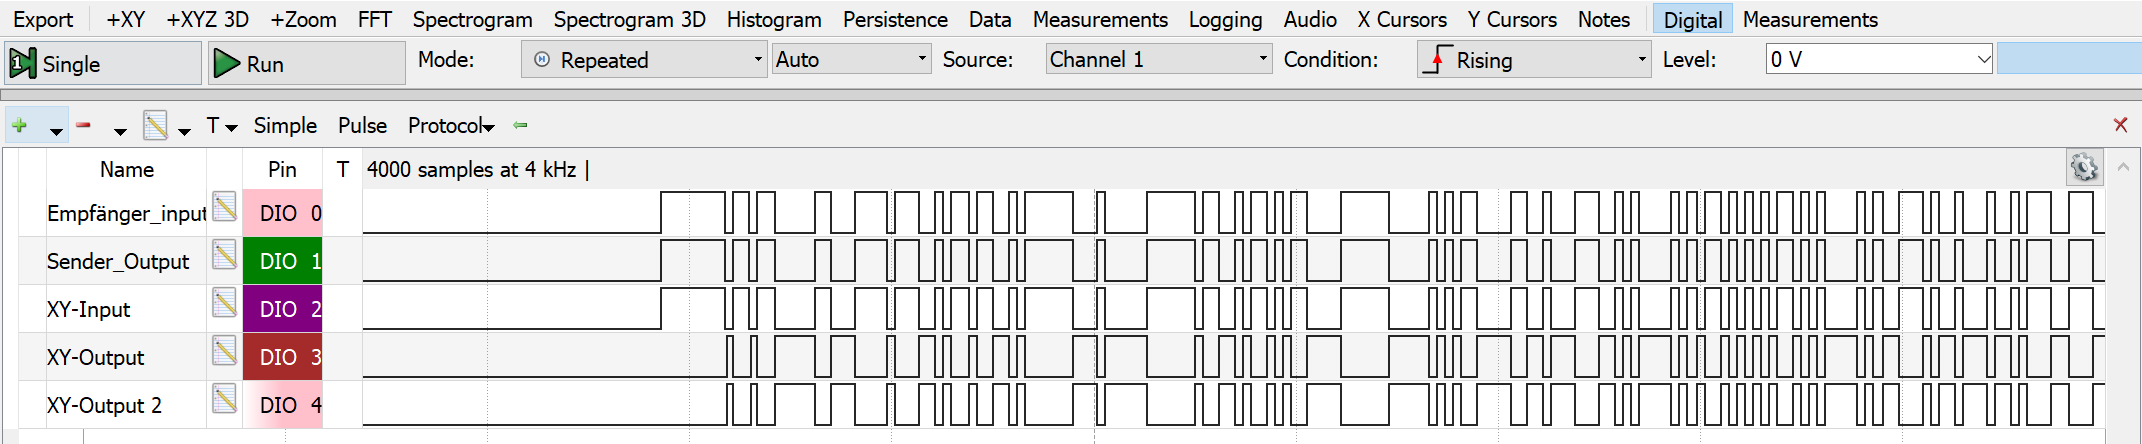 Export +XY +XYZ 3D +Zoom FFT Spectrogram Spectrogram 3D Histogram Persistence Data Measurements Logging Audio X Cursors Y Cursors Notes Digital Measurements
1 Single Run Mode: Repeated Auto Source: Channel 1 Condition: Rising Level: 0 V
T Simple Pulse Protocol
Name Pin T 4000 samples at 4 kHz |
Empfänger_input DIO 0
Sender_Output DIO 1
XY-Input DIO 2
XY-Output DIO 3
XY-Output 2 DIO 4